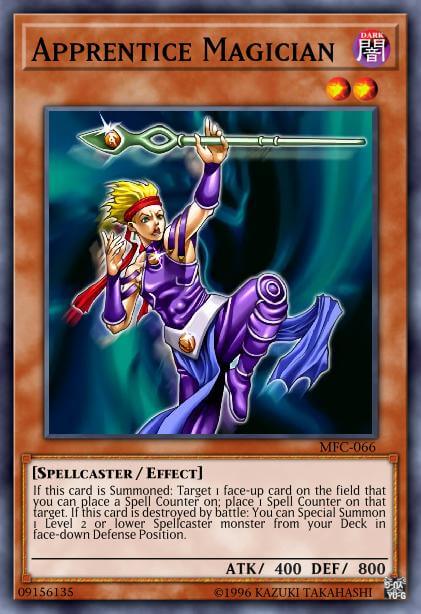 APPRENTICE MAGICIAN
DARK
闇
MFC-066
[SPELLCASTER / EFFECT]
If this card is Summoned: Target 1 face-up card on the field that
you can place a Spell Counter on; place 1 Spell Counter on that
target. If this card is destroyed by battle: You can Special Summon
1 Level 2 or lower Spellcaster monster from your Deck in
face-down Defense Position.
ATK/ 400 DEF/ 800
09156135
©1996 KAZUKI TAKAHASHI